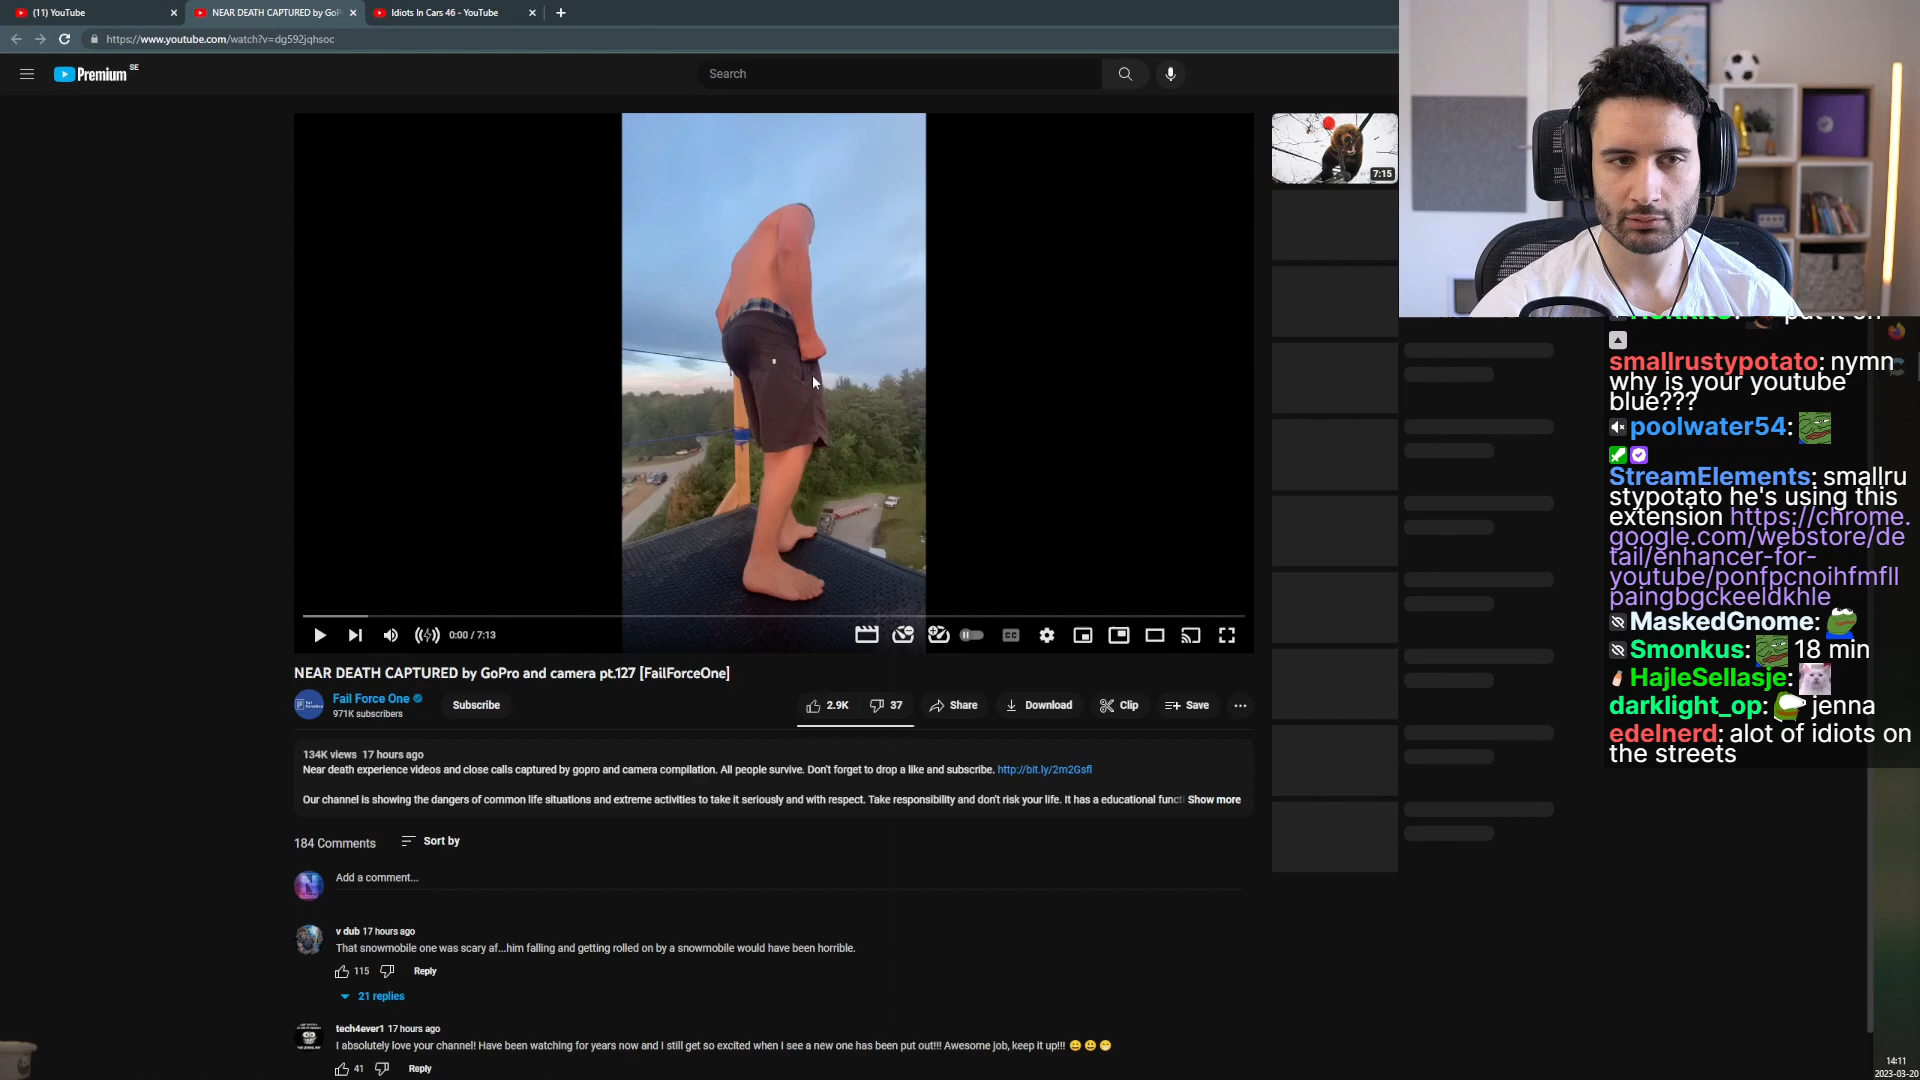 (11) YouTube
NEAR DEATH CAPTURED by GoP
Idiots In Cars 46 - YouTube
https://www.youtube.com/watch?v=dg592jqhsoc
Premium SE
Search
7:15
0:00 / 7:13
NEAR DEATH CAPTURED by GoPro and camera pt.127 [FailForceOne]
Fail Force One
971K subscribers
Subscribe
2.9K
37
Share
Download
Clip
Save
134K views 17 hours ago
Near death experience videos and close calls captured by gopro and camera compilation. All people survive. Don't forget to drop a like and subscribe. http://bit.ly/2m2Gsfl
Our channel is showing the dangers of common life situations and extreme activities to take it seriously and with respect. Take responsibility and don't risk your life. It has a educational functi Show more
184 Comments
Sort by
Add a comment...
v dub 17 hours ago
That snowmobile one was scary af...him falling and getting rolled on by a snowmobile would have been horrible.
115
Reply
21 replies
tech4ever1 17 hours ago
I absolutely love your channel! Have been watching for years now and I still get so excited when I see a new one has been put out!!! Awesome job, keep it up!!! 😄😃😁
41
Reply
put it on
smallrustypotato: nymn
why is your youtube
blue???
poolwater54:
StreamElements: smallru
stypotato he's using this
extension https://chrome.
google.com/webstore/de
tail/enhancer-for-
youtube/ponfpcnoihfmfll
paingbgckeeldkhle
MaskedGnome:
Smonkus: 18 min
HajleSellasje:
darklight_op: jenna
edelnerd: alot of idiots on
the streets
14:11
2023-03-20